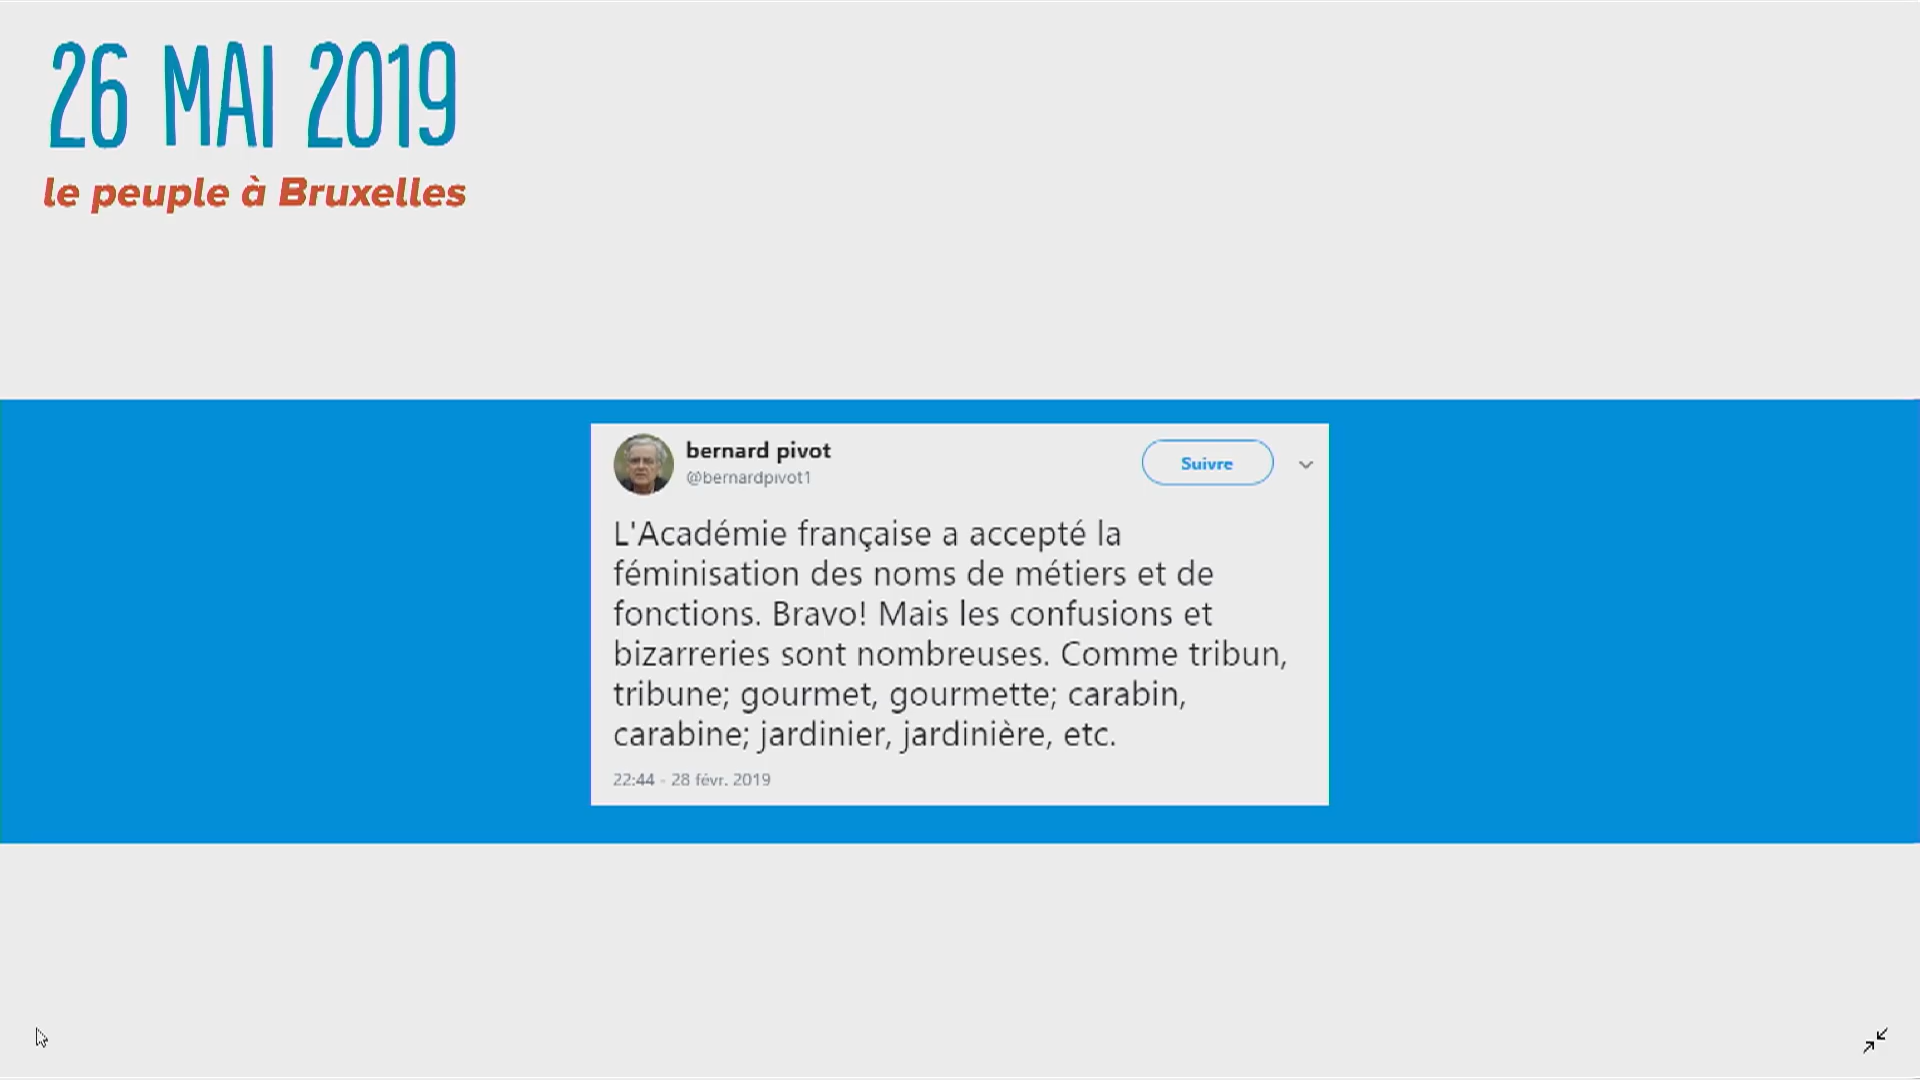 26 MAI 2019
le peuple à Bruxelles
bernard pivot
@bernardpivot1
Suivre
L'Académie française a accepté la
féminisation des noms de métiers et de
fonctions. Bravo! Mais les confusions et
bizarreries sont nombreuses. Comme tribun,
tribune; gourmet, gourmette; carabin,
carabine; jardinier, jardinière, etc.
22:44 - 28 févr. 2019